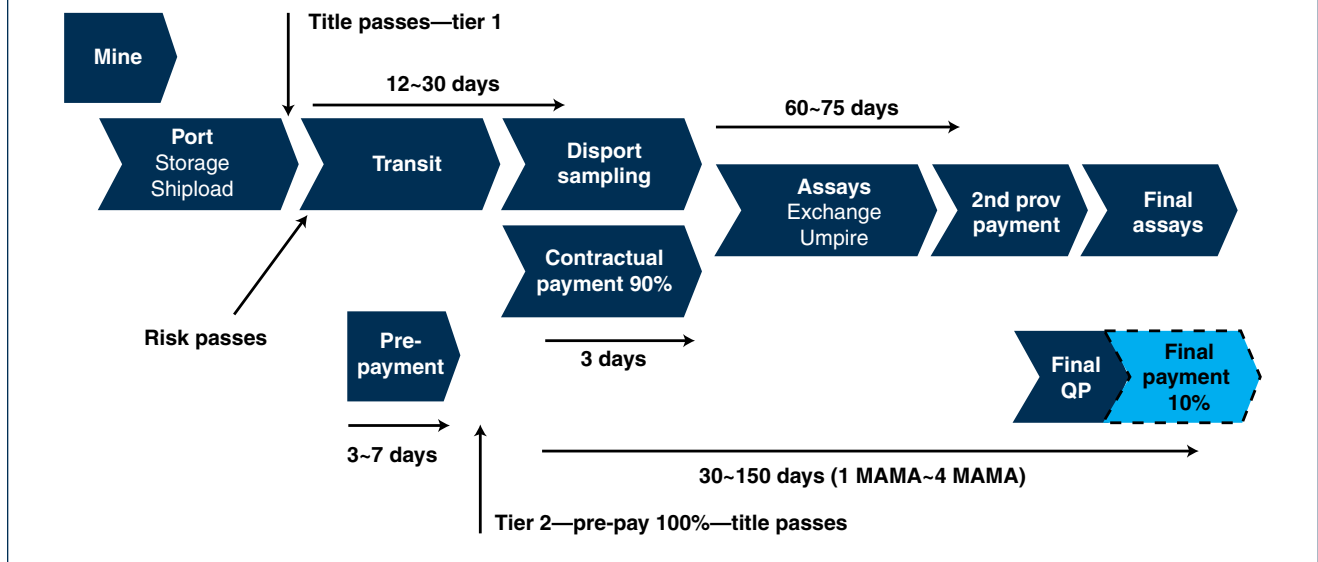 Title passes—tier 1
Mine
12~30 days
60~75 days
Port
Storage
Shipload
Transit
Disport
sampling
Assays
Exchange
Umpire
2nd prov
payment
Final
assays
Contractual
payment 90%
Risk passes
Pre-
payment
3 days
Final
QP
Final
payment
10%
3~7 days
30~150 days (1 MAMA~4 MAMA)
Tier 2—pre-pay 100%—title passes